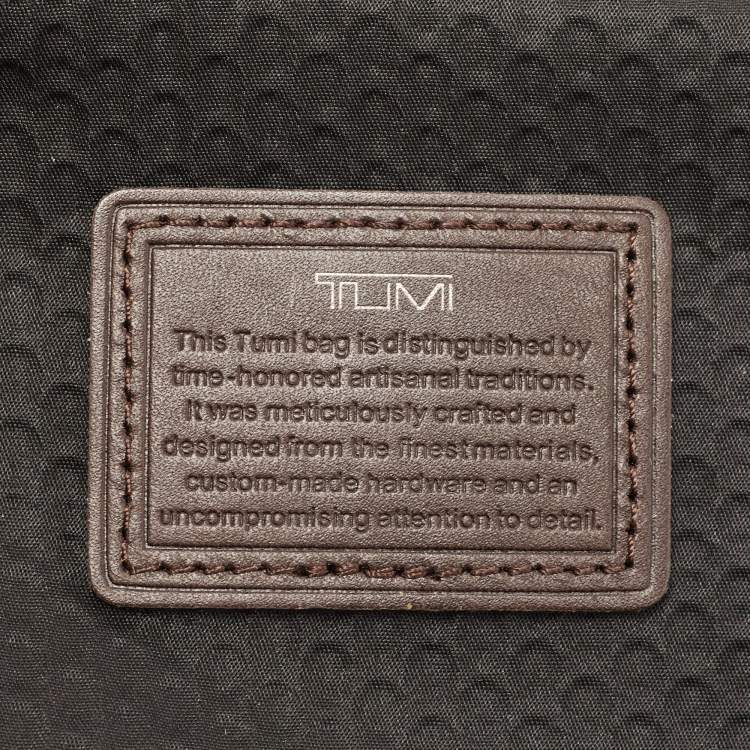 TUMI
This Tumi bag is distinguished by
time-honored artisanal traditions.
It was meticulously crafted and
designed from the finest materials,
custom-made hardware and an
uncompromising attention to detail.